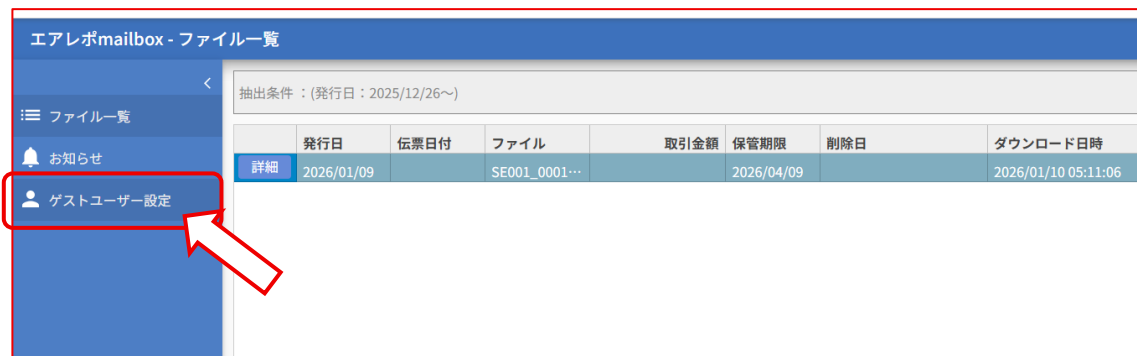 エアレポmailbox - ファイル一覧
抽出条件 ：(発行日：2025/12/26～)
ファイル一覧
お知らせ
ゲストユーザー設定
発行日 伝票日付 ファイル 取引金額 保管期限 削除日 ダウンロード日時
詳細 2026/01/09 SE001_0001… 2026/04/09 2026/01/10 05:11:06